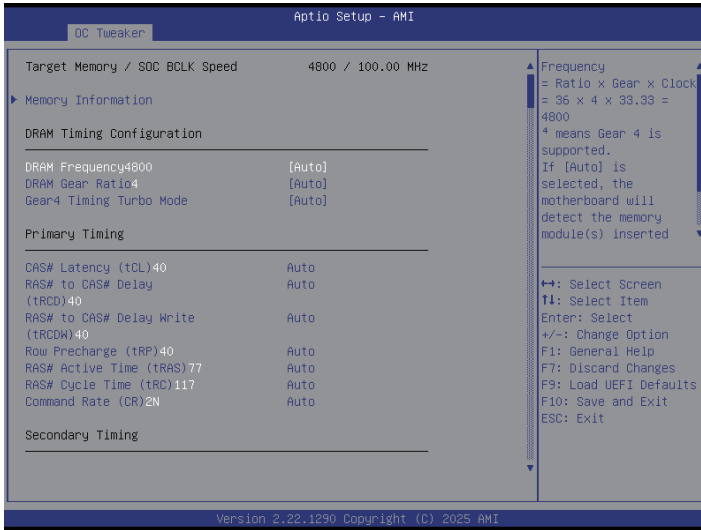 Aptio Setup – AMI
OC Tweaker
Target Memory / SOC BCLK Speed 4800 / 100.00 MHz
Memory Information
DRAM Timing Configuration
DRAM Frequency4800 [Auto]
DRAM Gear Ratio4 [Auto]
Gear4 Timing Turbo Mode [Auto]
Primary Timing
CAS# Latency (tCL)40 Auto
RAS# to CAS# Delay Auto
(tRCD)40
RAS# to CAS# Delay Write Auto
(tRCDW)40
Row Precharge (tRP)40 Auto
RAS# Active Time (tRAS)77 Auto
RAS# Cycle Time (tRC)117 Auto
Command Rate (CR)2N Auto
Secondary Timing
Frequency
= Ratio x Gear x Clock
= 36 x 4 x 33.33 =
4800
⁴ means Gear 4 is
supported.
If [Auto] is
selected, the
motherboard will
detect the memory
module(s) inserted
↔: Select Screen
↑↓: Select Item
Enter: Select
+/-: Change Option
F1: General Help
F7: Discard Changes
F9: Load UEFI Defaults
F10: Save and Exit
ESC: Exit
Version 2.22.1290 Copyright (C) 2025 AMI